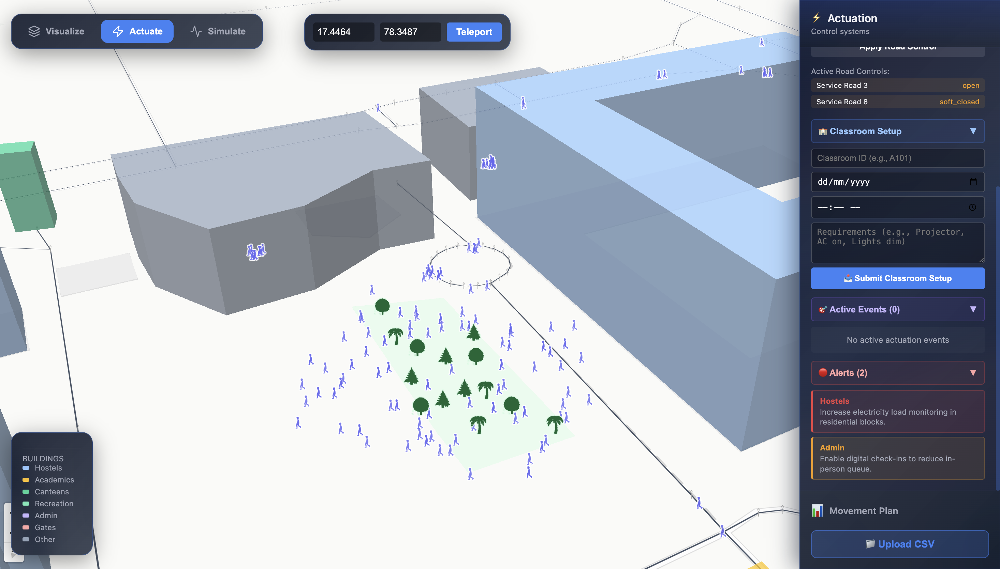 Visualize
Actuate
Simulate
17.4464
78.3487
Teleport
Actuation
Control systems
Apply Road Control
Active Road Controls:
Service Road 3 open
Service Road 8 soft_closed
Classroom Setup
Classroom ID (e.g., A101)
dd/mm/yyyy
--:-- --
Requirements (e.g., Projector,
AC on, Lights dim)
Submit Classroom Setup
Active Events (0)
No active actuation events
Alerts (2)
Hostels
Increase electricity load monitoring in
residential blocks.
Admin
Enable digital check-ins to reduce in-
person queue.
Movement Plan
Upload CSV
BUILDINGS
Hostels
Academics
Canteens
Recreation
Admin
Gates
Other